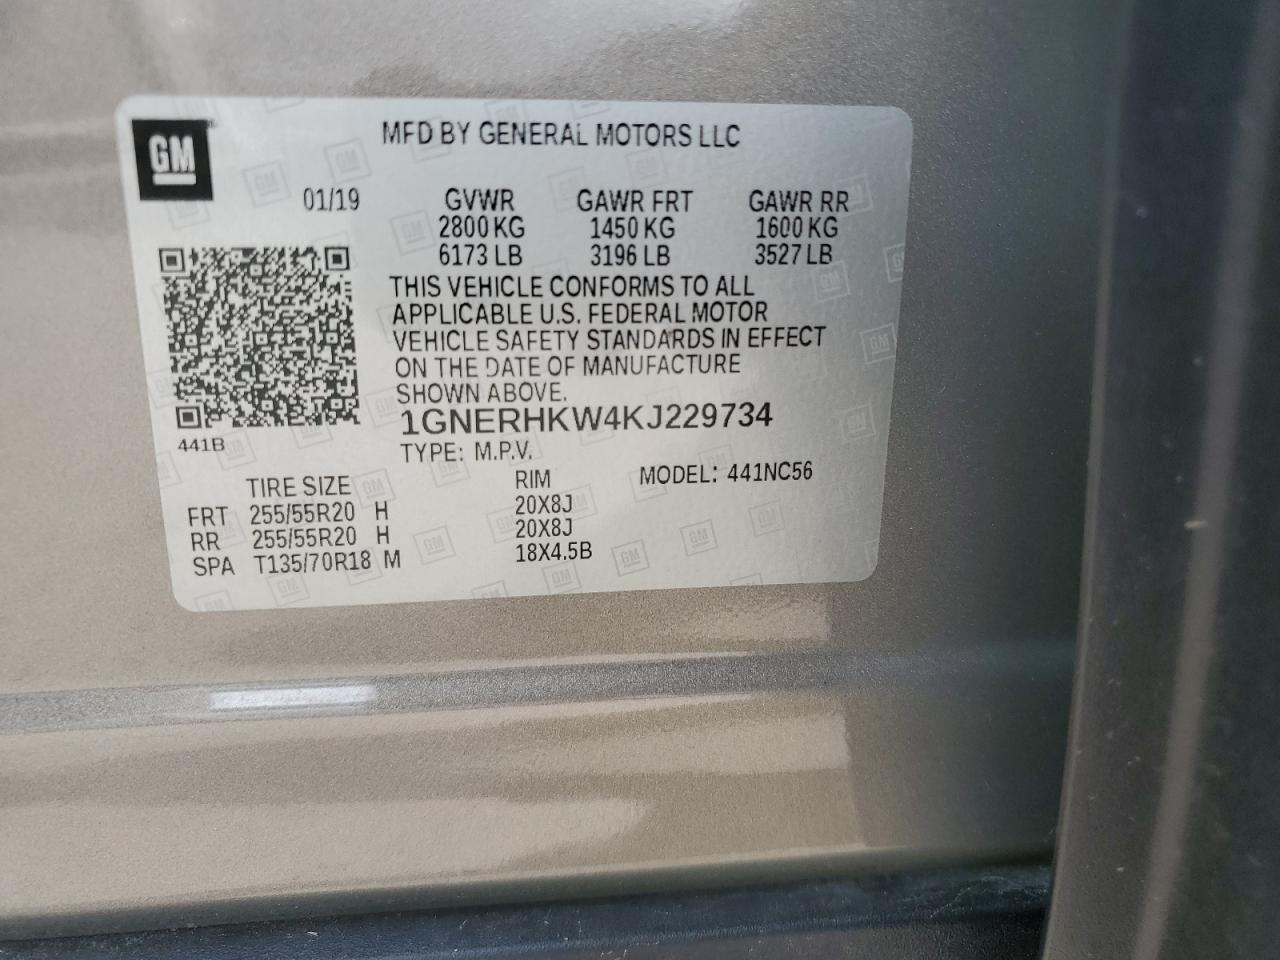 GM
MFD BY GENERAL MOTORS LLC
01/19 GVWR GAWR FRT GAWR RR
2800 KG 1450 KG 1600 KG
6173 LB 3196 LB 3527 LB
THIS VEHICLE CONFORMS TO ALL
APPLICABLE U.S. FEDERAL MOTOR
VEHICLE SAFETY STANDARDS IN EFFECT
ON THE DATE OF MANUFACTURE
SHOWN ABOVE.
1GNERHKW4KJ229734
441B
TYPE: M.P.V.
TIRE SIZE RIM MODEL: 441NC56
FRT 255/55R20 H 20X8J
RR 255/55R20 H 20X8J
SPA T135/70R18 M 18X4.5B